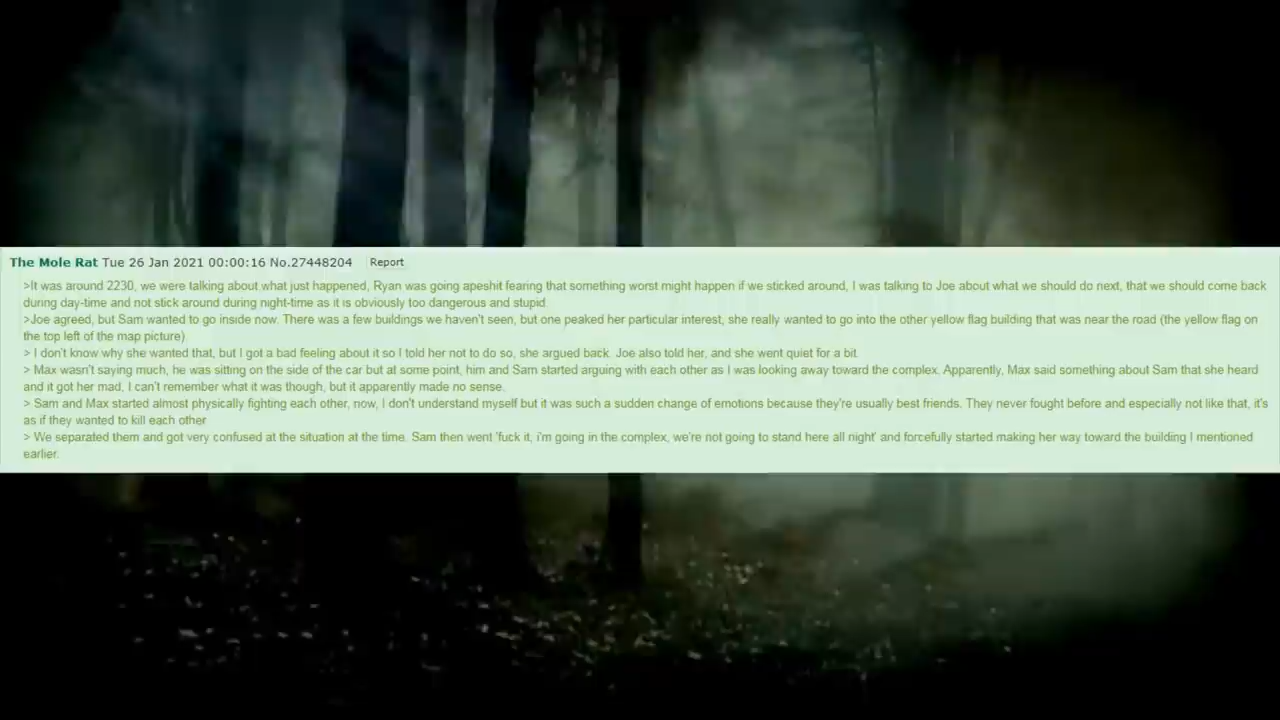 The Mole Rat Tue 26 Jan 2021 00:00:16 No.27448204 Report
>It was around 2230, we were talking about what just happened, Ryan was going apeshit fearing that something worst might happen if we sticked around, I was talking to Joe about what we should do next, that we should come back
during day-time and not stick around during night-time as it is obviously too dangerous and stupid.
>Joe agreed, but Sam wanted to go inside now. There was a few buildings we haven't seen, but one peaked her particular interest, she really wanted to go into the other yellow flag building that was near the road (the yellow flag on
the top left of the map picture)
> I don't know why she wanted that, but I got a bad feeling about it so I told her not to do so, she argued back. Joe also told her, and she went quiet for a bit.
> Max wasn't saying much, he was sitting on the side of the car but at some point, him and Sam started arguing with each other as I was looking away toward the complex. Apparently, Max said something about Sam that she heard
and it got her mad, I can't remember what it was though, but it apparently made no sense.
> Sam and Max started almost physically fighting each other, now, I don't understand myself but it was such a sudden change of emotions because they're usually best friends. They never fought before and especially not like that, it's
as if they wanted to kill each other
> We separated them and got very confused at the situation at the time. Sam then went 'fuck it, i'm going in the complex, we're not going to stand here all night' and forcefully started making her way toward the building I mentioned
earlier.